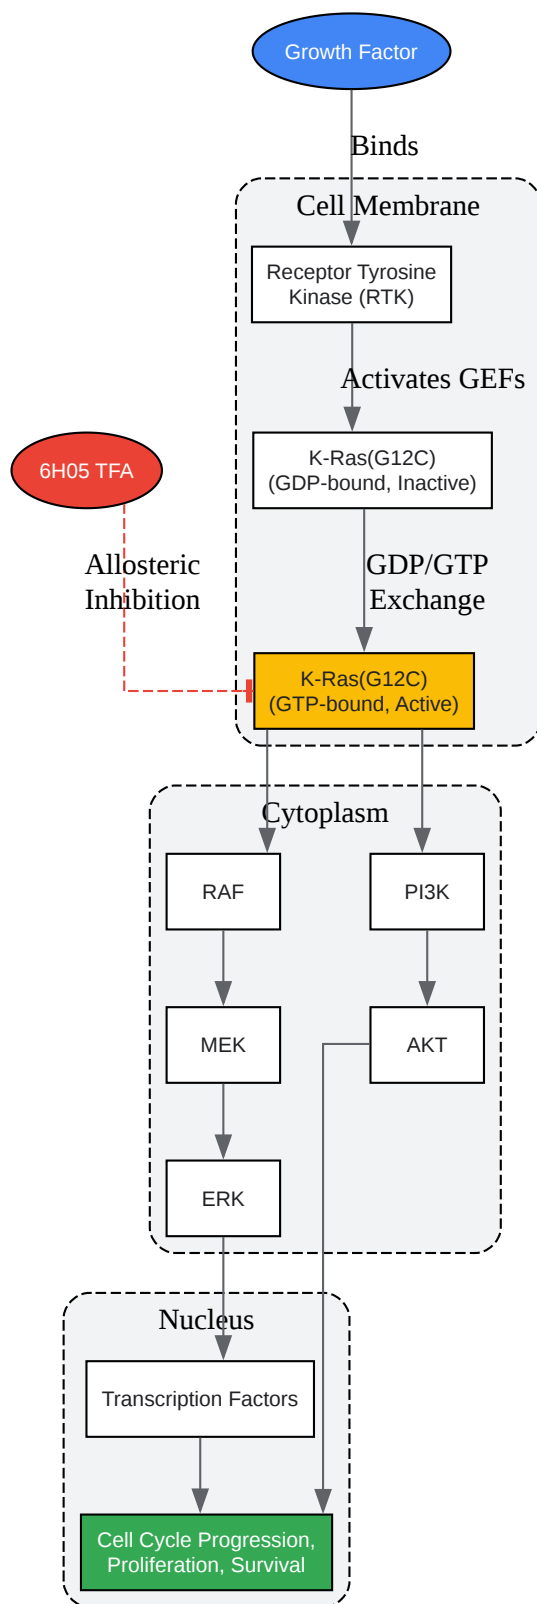 Growth Factor
Binds
Cell Membrane
Receptor Tyrosine
Kinase (RTK)
Activates GEFs
K-Ras(G12C)
(GDP-bound, Inactive)
6H05 TFA
Allosteric
Inhibition
GDP/GTP
Exchange
K-Ras(G12C)
(GTP-bound, Active)
Cytoplasm
RAF
PI3K
MEK
AKT
ERK
Nucleus
Transcription Factors
Cell Cycle Progression,
Proliferation, Survival